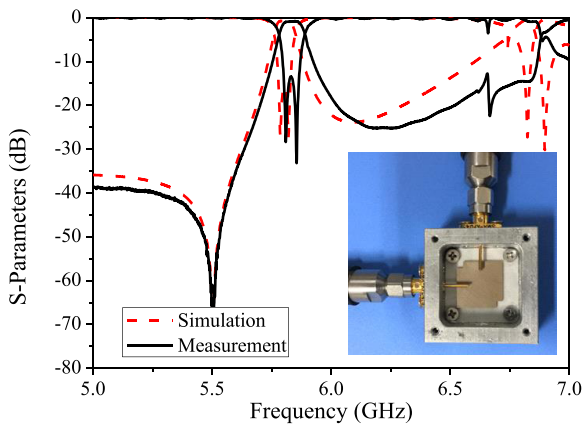 0
-10
-20
-30
-40
-50
-60
-70
-80
S-Parameters (dB)
Simulation
Measurement
5.0 5.5 6.0 6.5 7.0
Frequency (GHz)